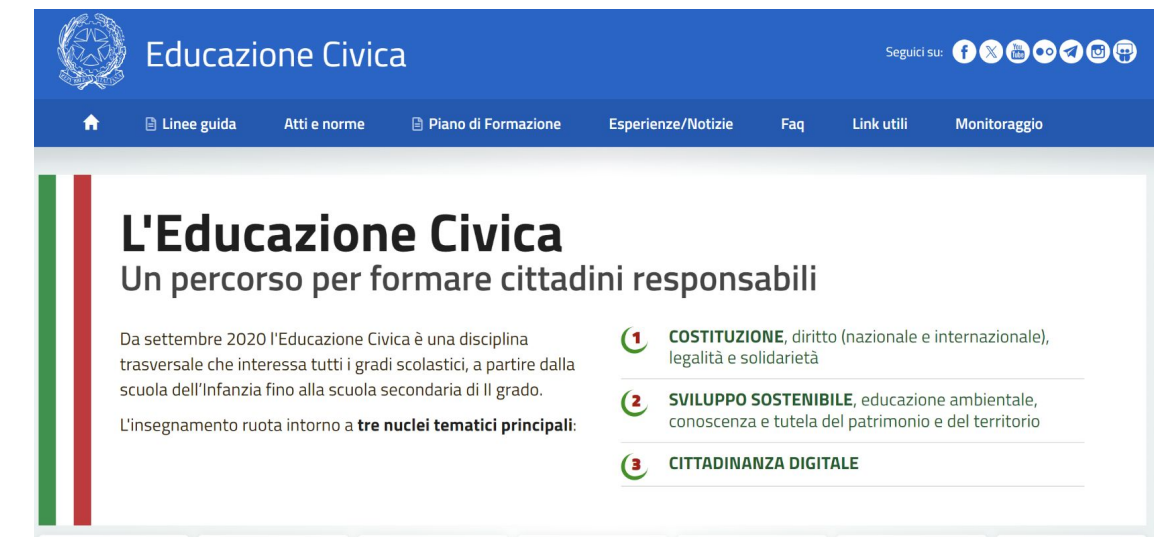 Educazione Civica
Seguici su:
Linee guida
Atti e norme
Piano di Formazione
Esperienze/Notizie
Faq
Link utili
Monitoraggio
L'Educazione Civica
Un percorso per formare cittadini responsabili
Da settembre 2020 l'Educazione Civica è una disciplina
trasversale che interessa tutti i gradi scolastici, a partire dalla
scuola dell’Infanzia fino alla scuola secondaria di II grado.
L'insegnamento ruota intorno a tre nuclei tematici principali:
1 COSTITUZIONE, diritto (nazionale e internazionale),
legalità e solidarietà
2 SVILUPPO SOSTENIBILE, educazione ambientale,
conoscenza e tutela del patrimonio e del territorio
3 CITTADINANZA DIGITALE